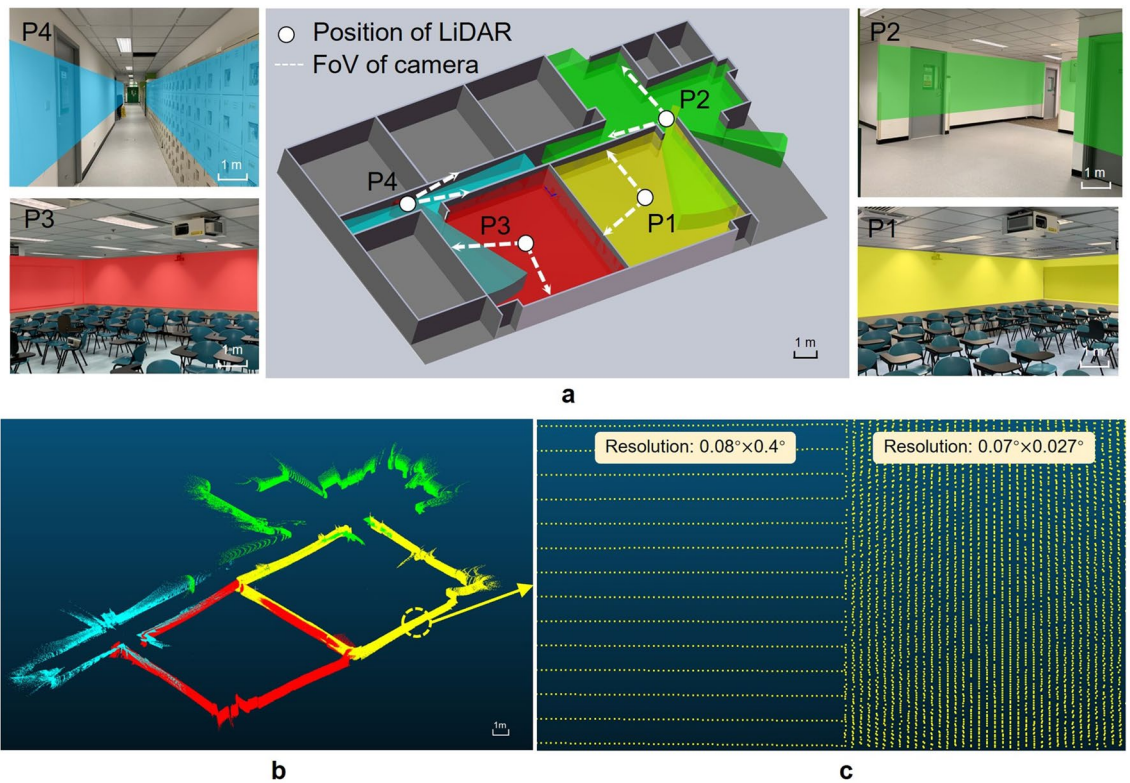 P4
1 m
P3
1 m
Position of LiDAR
FoV of camera
P2
P4
P3
P1
1 m
P2
1 m
P1
a
Resolution: 0.08°×0.4°
Resolution: 0.07°×0.027°
1m
b
c